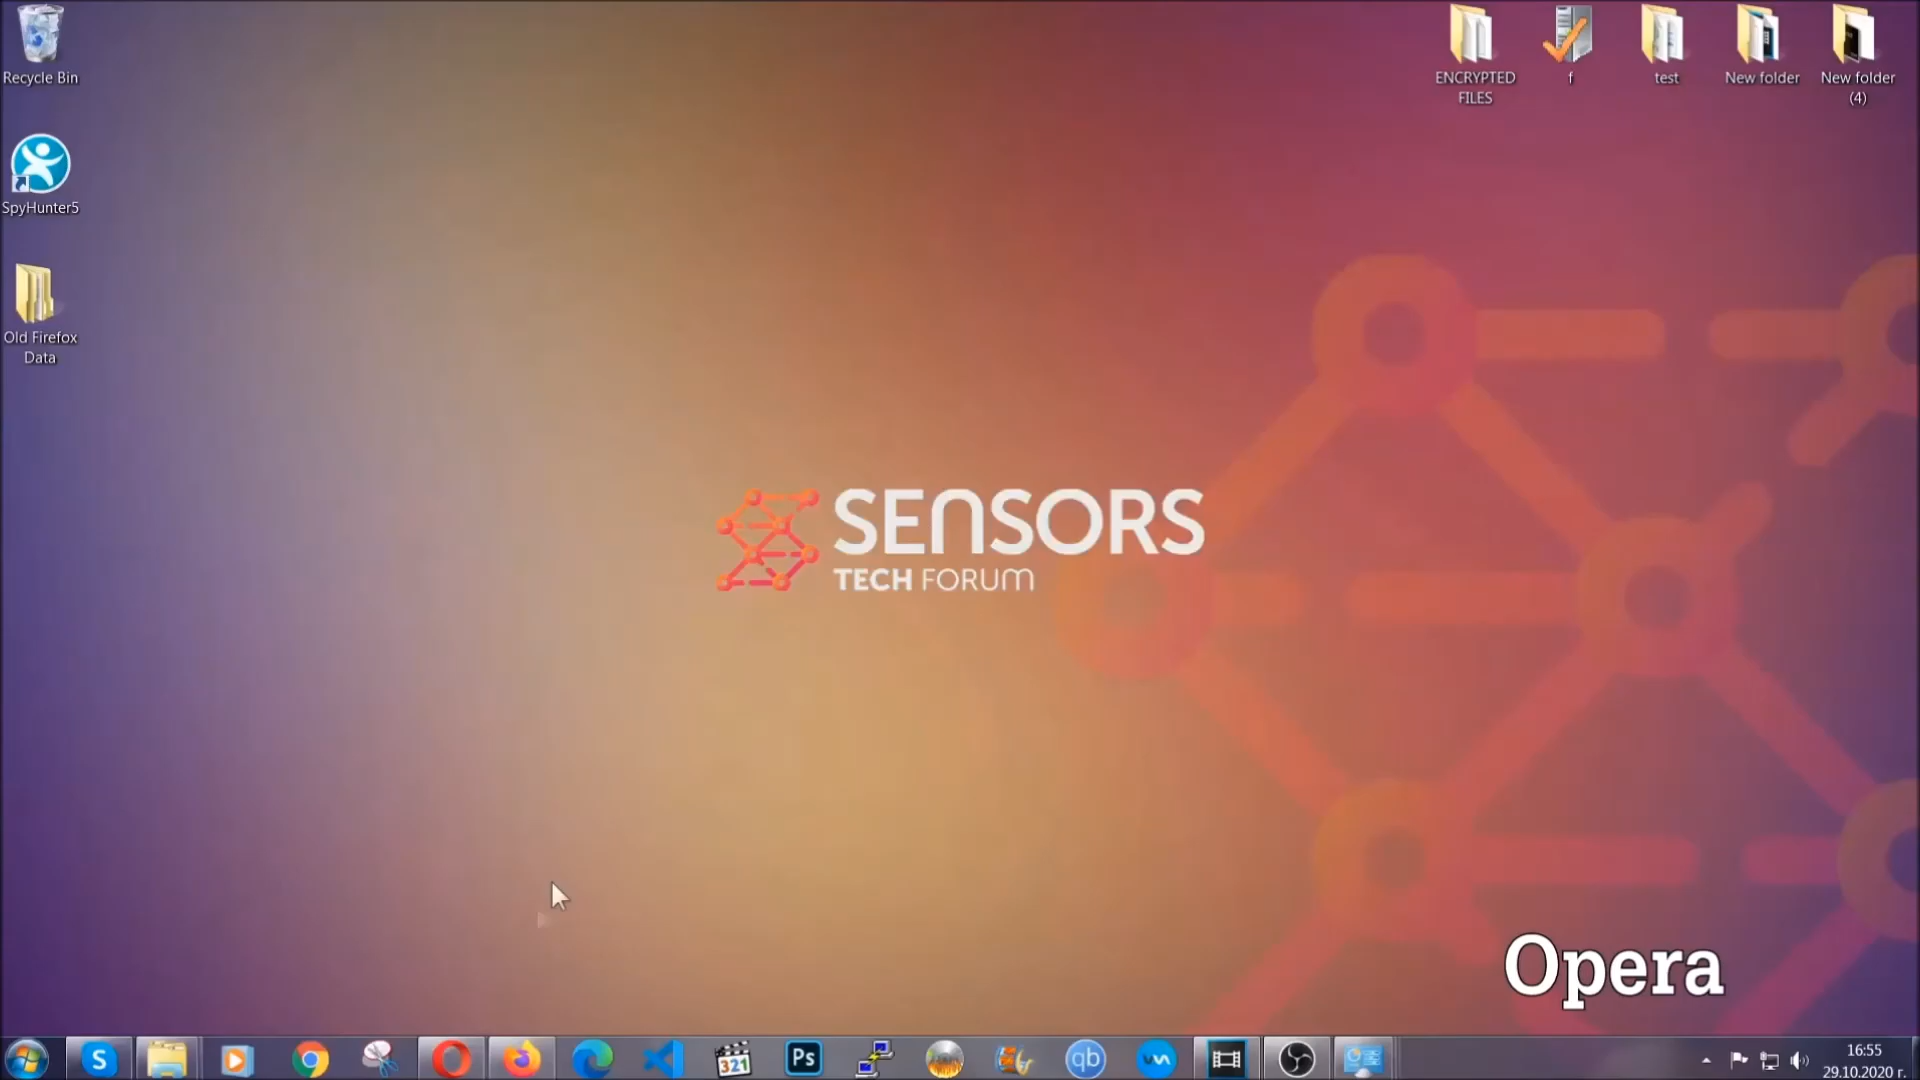 Recycle Bin
SpyHunter5
Old Firefox
Data
ENCRYPTED
FILES
f
test
New folder
New folder
(4)
SENSORS
TECH FORUM
Opera
S
321
Ps
qb
16:55
29.10.2020 г.